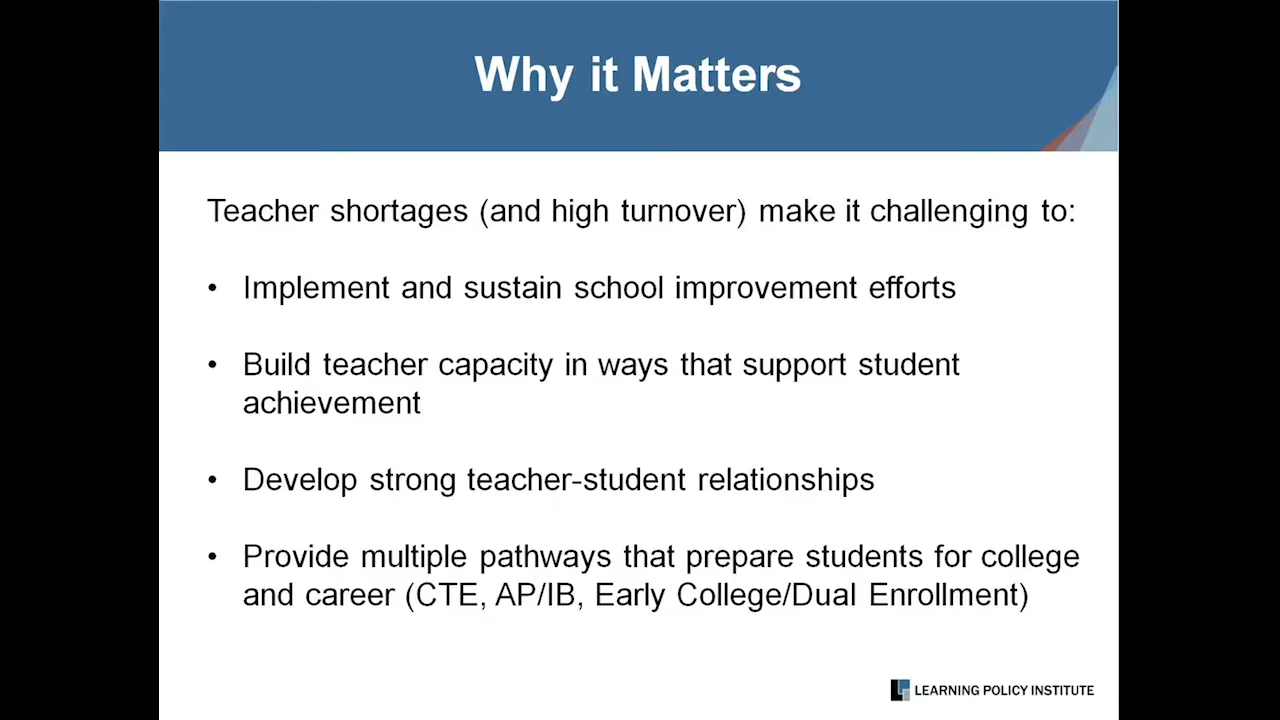 Why it Matters
Teacher shortages (and high turnover) make it challenging to:
• Implement and sustain school improvement efforts
• Build teacher capacity in ways that support student
achievement
• Develop strong teacher-student relationships
• Provide multiple pathways that prepare students for college
and career (CTE, AP/IB, Early College/Dual Enrollment)
LEARNING POLICY INSTITUTE